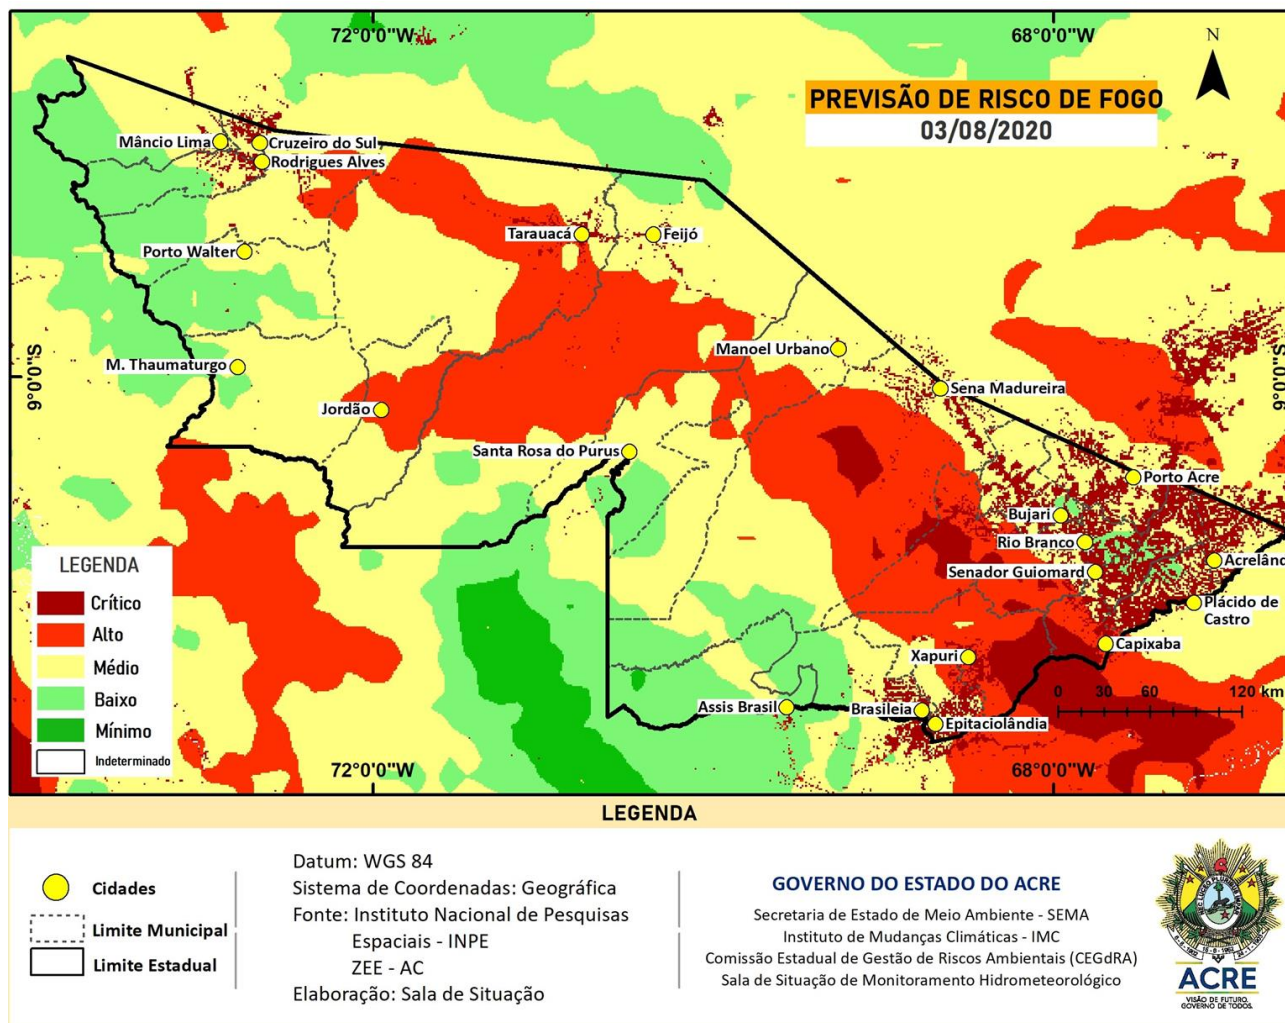 72°0'0"W
68°0'0"W
N
PREVISÃO DE RISCO DE FOGO
03/08/2020
Mâncio Lima
Cruzeiro do Sul
Rodrigues Alves
Tarauacá
Feijó
Porto Walter
Manoel Urbano
9°0'0"S
9°0'0"S
M. Thaumaturgo
Sena Madureira
Jordão
Santa Rosa do Purus
Porto Acre
Bujari
Rio Branco
Acrelând
Senador Guiomard
Plácido de
Castro
Capixaba
Xapuri
Assis Brasil
Brasileia
Epitaciolândia
0 30 60 120 km
LEGENDA
Crítico
Alto
Médio
Baixo
Mínimo
Indeterminado
72°0'0"W
68°0'0"W
LEGENDA
Cidades
Limite Municipal
Limite Estadual
Datum: WGS 84
Sistema de Coordenadas: Geográfica
Fonte: Instituto Nacional de Pesquisas
Espaciais - INPE
ZEE - AC
Elaboração: Sala de Situação
GOVERNO DO ESTADO DO ACRE
Secretaria de Estado de Meio Ambiente - SEMA
Instituto de Mudanças Climáticas - IMC
Comissão Estadual de Gestão de Riscos Ambientais (CEGdRA)
Sala de Situação de Monitoramento Hidrometeorológico
ACRE
VISÃO DE FUTURO.
GOVERNO DE TODOS.